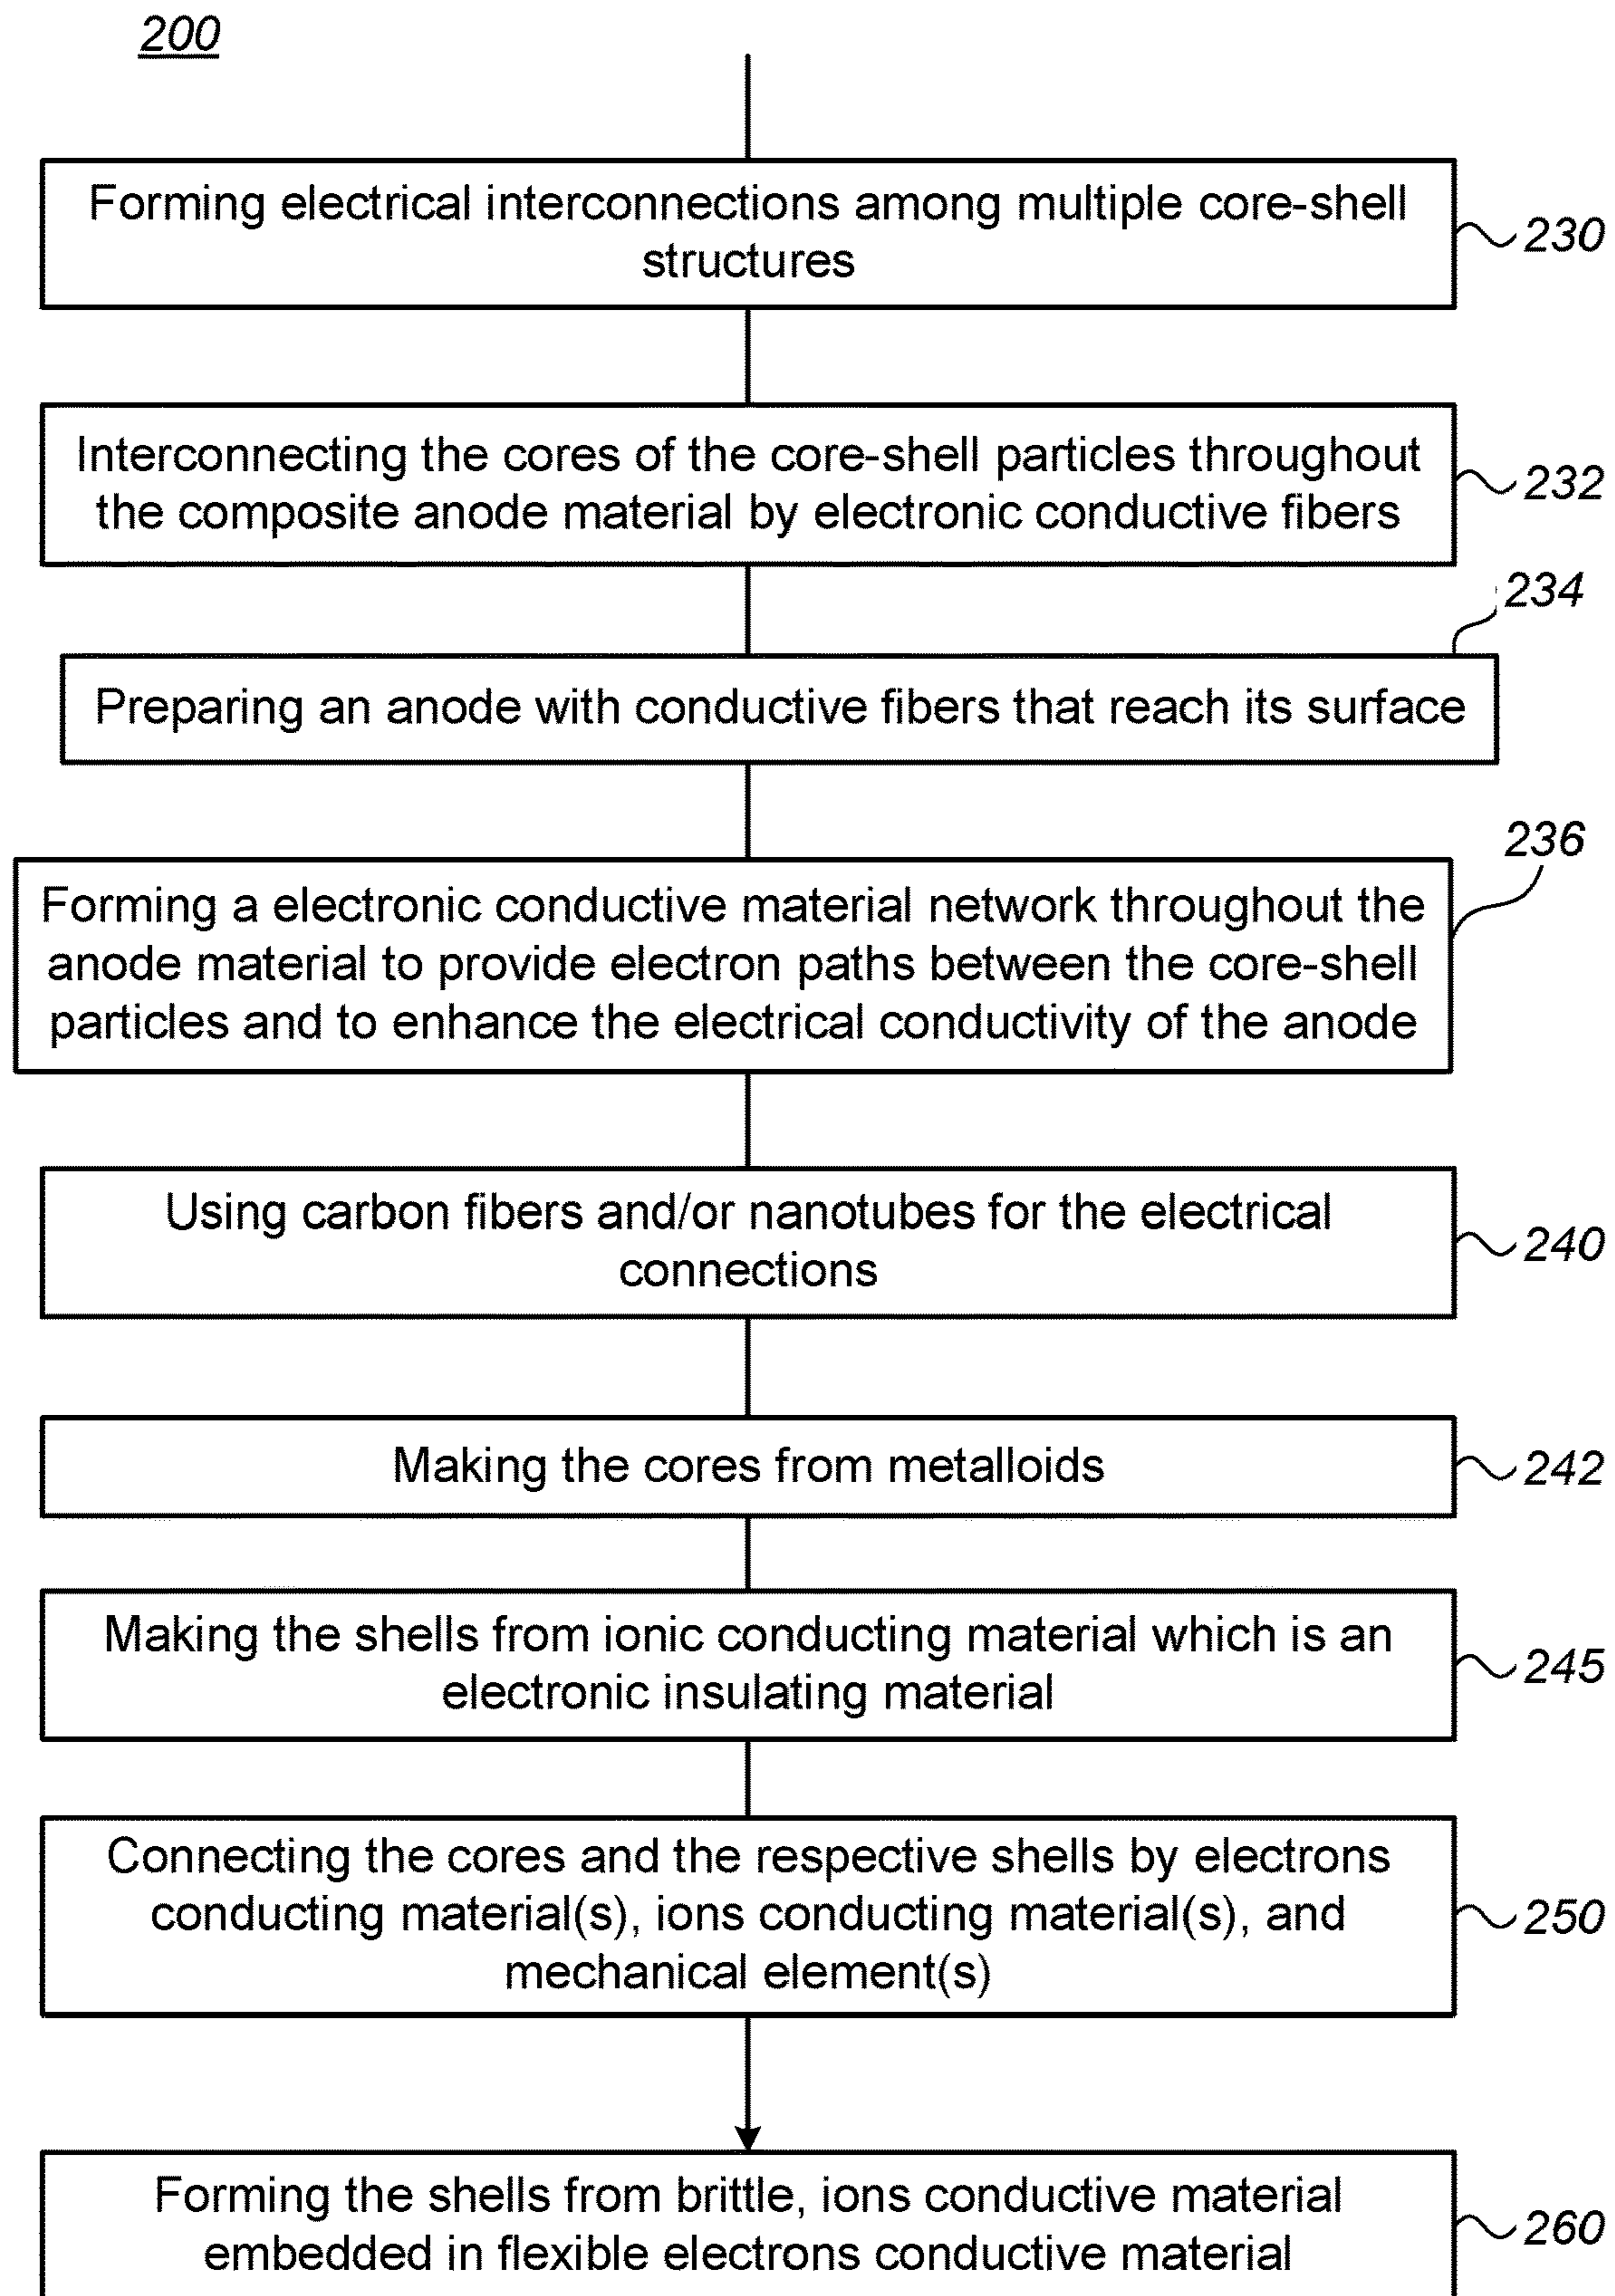 200
Forming electrical interconnections among multiple core-shell
structures
230
Interconnecting the cores of the core-shell particles throughout
the composite anode material by electronic conductive fibers
232
234
Preparing an anode with conductive fibers that reach its surface
236
Forming a electronic conductive material network throughout the
anode material to provide electron paths between the core-shell
particles and to enhance the electrical conductivity of the anode
Using carbon fibers and/or nanotubes for the electrical
connections
240
Making the cores from metalloids
242
Making the shells from ionic conducting material which is an
electronic insulating material
245
Connecting the cores and the respective shells by electrons
conducting material(s), ions conducting material(s), and
mechanical element(s)
250
Forming the shells from brittle, ions conductive material
embedded in flexible electrons conductive material
260